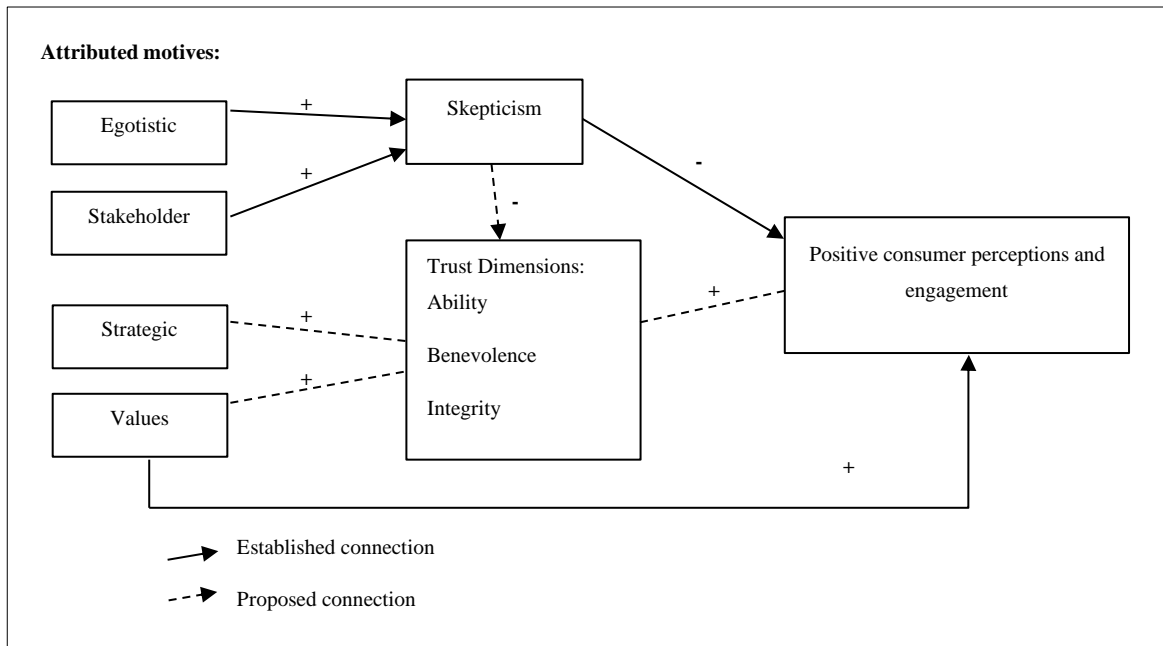 Attributed motives:
Egotistic
+
Skepticism
-
+
Stakeholder
-
Trust Dimensions:
Ability
Benevolence
Integrity
+
Positive consumer perceptions and
engagement
Strategic
+
+
Values
+
Established connection
Proposed connection